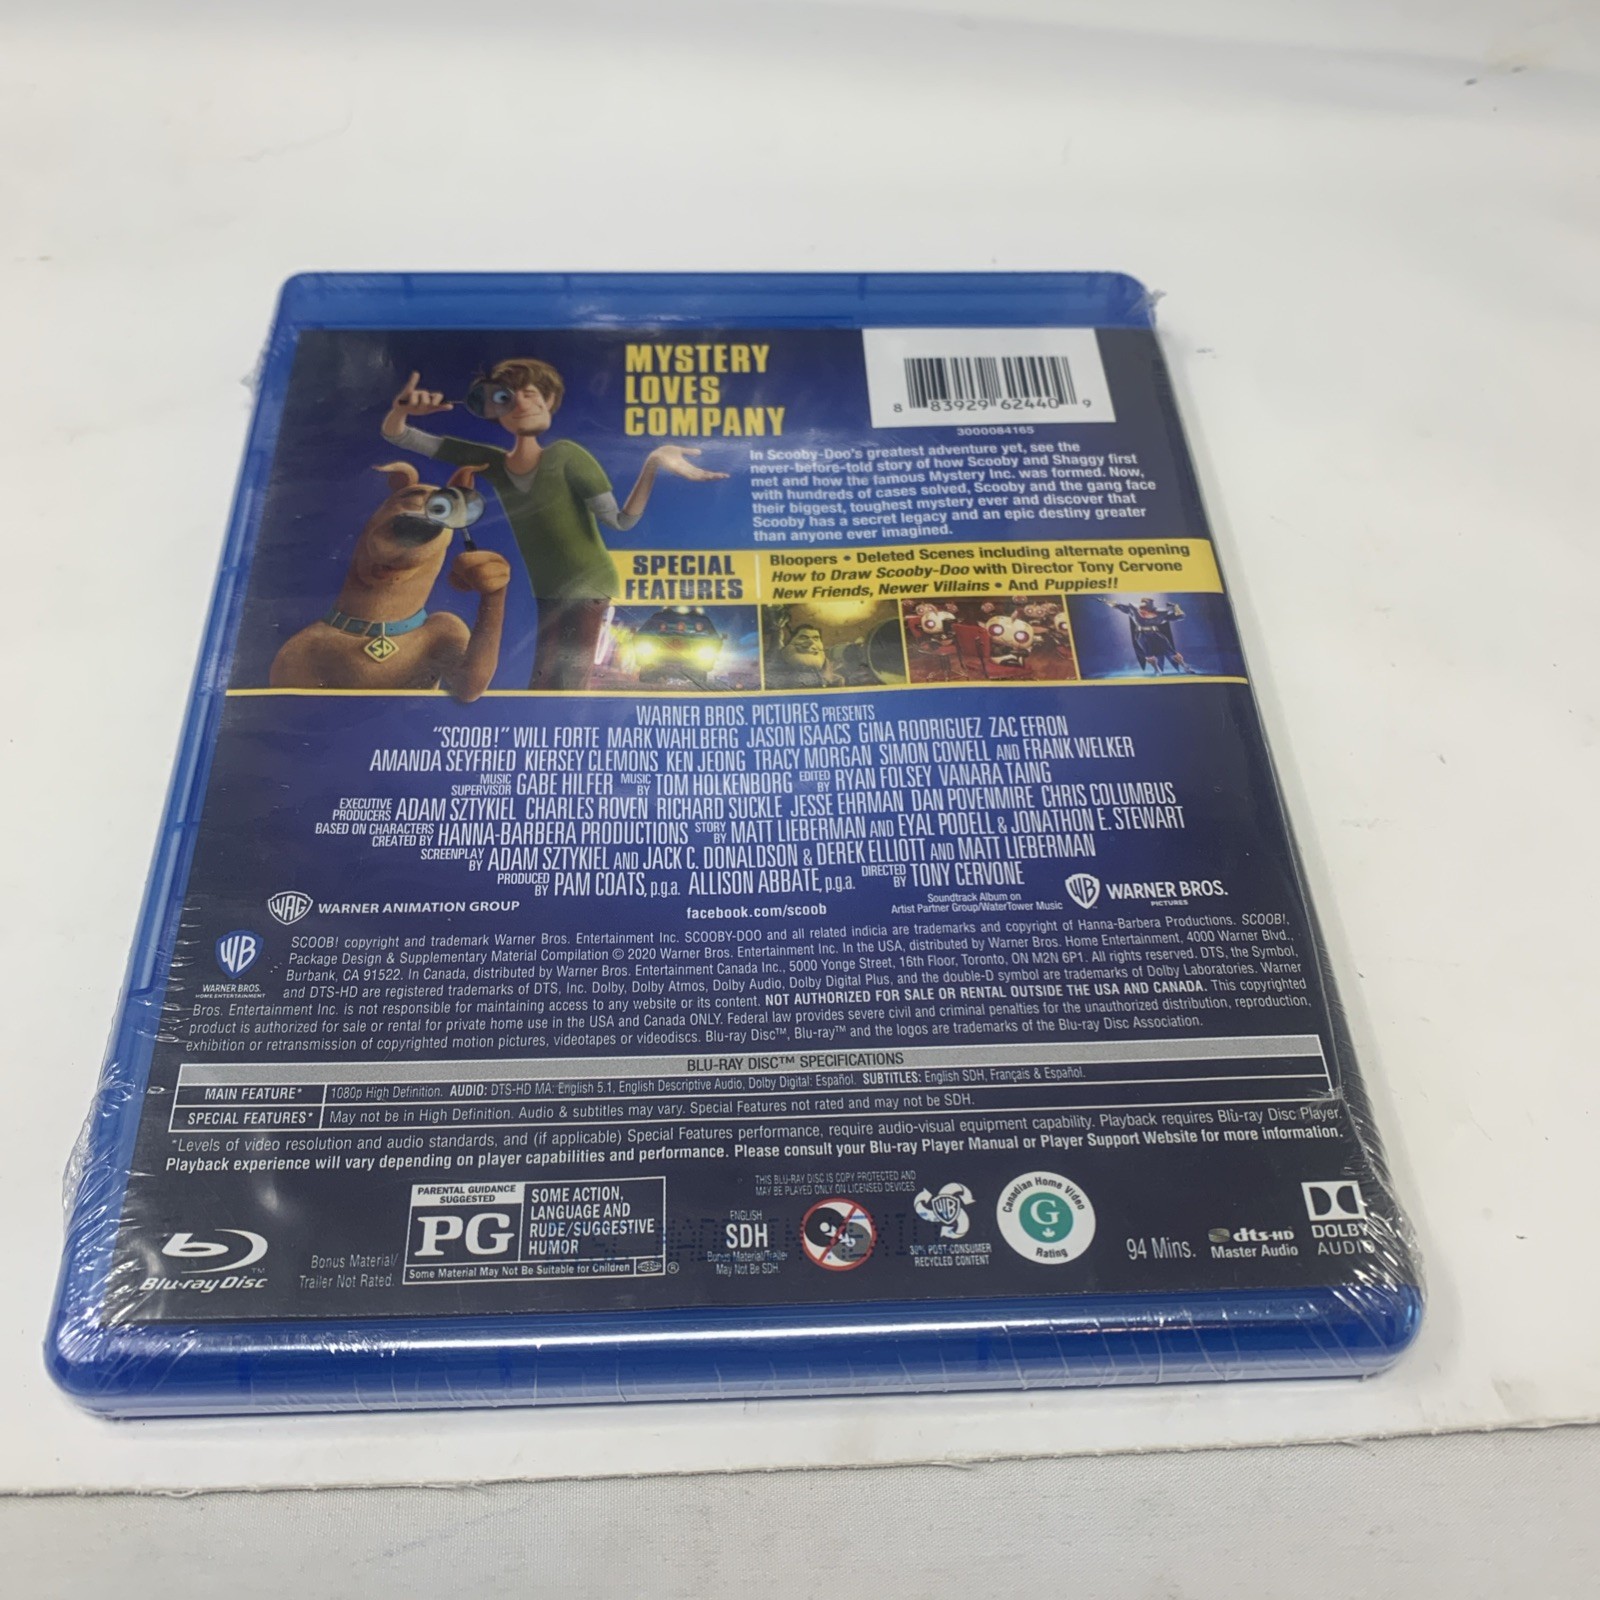 MYSTERY
LOVES
COMPANY
8 83929 62440 9
3000084165
In Scooby-Doo's greatest adventure yet, see the
never-before-told story of how Scooby and Shaggy first
met and how the famous Mystery Inc. was formed. Now,
with hundreds of cases solved, Scooby and the gang face
their biggest, toughest mystery ever and discover that
Scooby has a secret legacy and an epic destiny greater
than anyone ever imagined.
SD
SPECIAL
FEATURES
Bloopers • Deleted Scenes including alternate opening
How to Draw Scooby-Doo with Director Tony Cervone
New Friends, Newer Villains • And Puppies!!
WARNER BROS. PICTURES PRESENTS
"SCOOB!" WILL FORTE MARK WAHLBERG JASON ISAACS GINA RODRIGUEZ ZAC EFRON
AMANDA SEYFRIED KIERSEY CLEMONS KEN JEONG TRACY MORGAN SIMON COWELL AND FRANK WELKER
MUSIC SUPERVISOR GABE HILFER MUSIC BY TOM HOLKENBORG EDITED BY RYAN FOLSEY VANARA TAING
EXECUTIVE PRODUCERS ADAM SZTYKIEL CHARLES ROVEN RICHARD SUCKLE JESSE EHRMAN DAN POVENMIRE CHRIS COLUMBUS
BASED ON CHARACTERS CREATED BY HANNA-BARBERA PRODUCTIONS STORY BY MATT LIEBERMAN AND EYAL PODELL & JONATHON E. STEWART
SCREENPLAY BY ADAM SZTYKIEL AND JACK C. DONALDSON & DEREK ELLIOTT AND MATT LIEBERMAN
PRODUCED BY PAM COATS, p.g.a. ALLISON ABBATE, p.g.a. DIRECTED BY TONY CERVONE
WAG WARNER ANIMATION GROUP
facebook.com/scoob
Soundtrack Album on
Artist Partner Group/WaterTower Music
WB WARNER BROS.
PICTURES
WB
WARNER BROS.
HOME ENTERTAINMENT
SCOOB! copyright and trademark Warner Bros. Entertainment Inc. SCOOBY-DOO and all related indicia are trademarks and copyright of Hanna-Barbera Productions. SCOOB!,
Package Design & Supplementary Material Compilation © 2020 Warner Bros. Entertainment Inc. In the USA, distributed by Warner Bros. Home Entertainment, 4000 Warner Blvd.,
Burbank, CA 91522. In Canada, distributed by Warner Bros. Entertainment Canada Inc., 5000 Yonge Street, 16th Floor, Toronto, ON M2N 6P1. All rights reserved. DTS, the Symbol,
and DTS-HD are registered trademarks of DTS, Inc. Dolby, Dolby Atmos, Dolby Audio, Dolby Digital Plus, and the double-D symbol are trademarks of Dolby Laboratories. Warner
Bros. Entertainment Inc. is not responsible for maintaining access to any website or its content. NOT AUTHORIZED FOR SALE OR RENTAL OUTSIDE THE USA AND CANADA. This copyrighted
product is authorized for sale or rental for private home use in the USA and Canada ONLY. Federal law provides severe civil and criminal penalties for the unauthorized distribution, reproduction,
exhibition or retransmission of copyrighted motion pictures, videotapes or videodiscs. Blu-ray Disc™, Blu-ray™ and the logos are trademarks of the Blu-ray Disc Association.
BLU-RAY DISC™ SPECIFICATIONS
MAIN FEATURE* 1080p High Definition. AUDIO: DTS-HD MA: English 5.1, English Descriptive Audio, Dolby Digital: Español. SUBTITLES: English SDH, Français & Español.
SPECIAL FEATURES* May not be in High Definition. Audio & subtitles may vary. Special Features not rated and may not be SDH.
*Levels of video resolution and audio standards, and (if applicable) Special Features performance, require audio-visual equipment capability. Playback requires Blu-ray Disc Player.
Playback experience will vary depending on player capabilities and performance. Please consult your Blu-ray Player Manual or Player Support Website for more information.
Blu-ray Disc™
Bonus Material/
Trailer Not Rated.
PARENTAL GUIDANCE
SUGGESTED
PG
SOME ACTION,
LANGUAGE AND
RUDE/SUGGESTIVE
HUMOR
Some Material May Not Be Suitable for Children ®
THIS BLU-RAY DISC IS COPY PROTECTED AND
MAY BE PLAYED ONLY ON LICENSED DEVICES
ENGLISH
SDH
Bonus Material/Trailer
May Not Be SDH.
WB
30% POST-CONSUMER
RECYCLED CONTENT
Canadian Home Video
G
Rating
94 Mins.
dts-HD
Master Audio
DOLBY
AUDIO